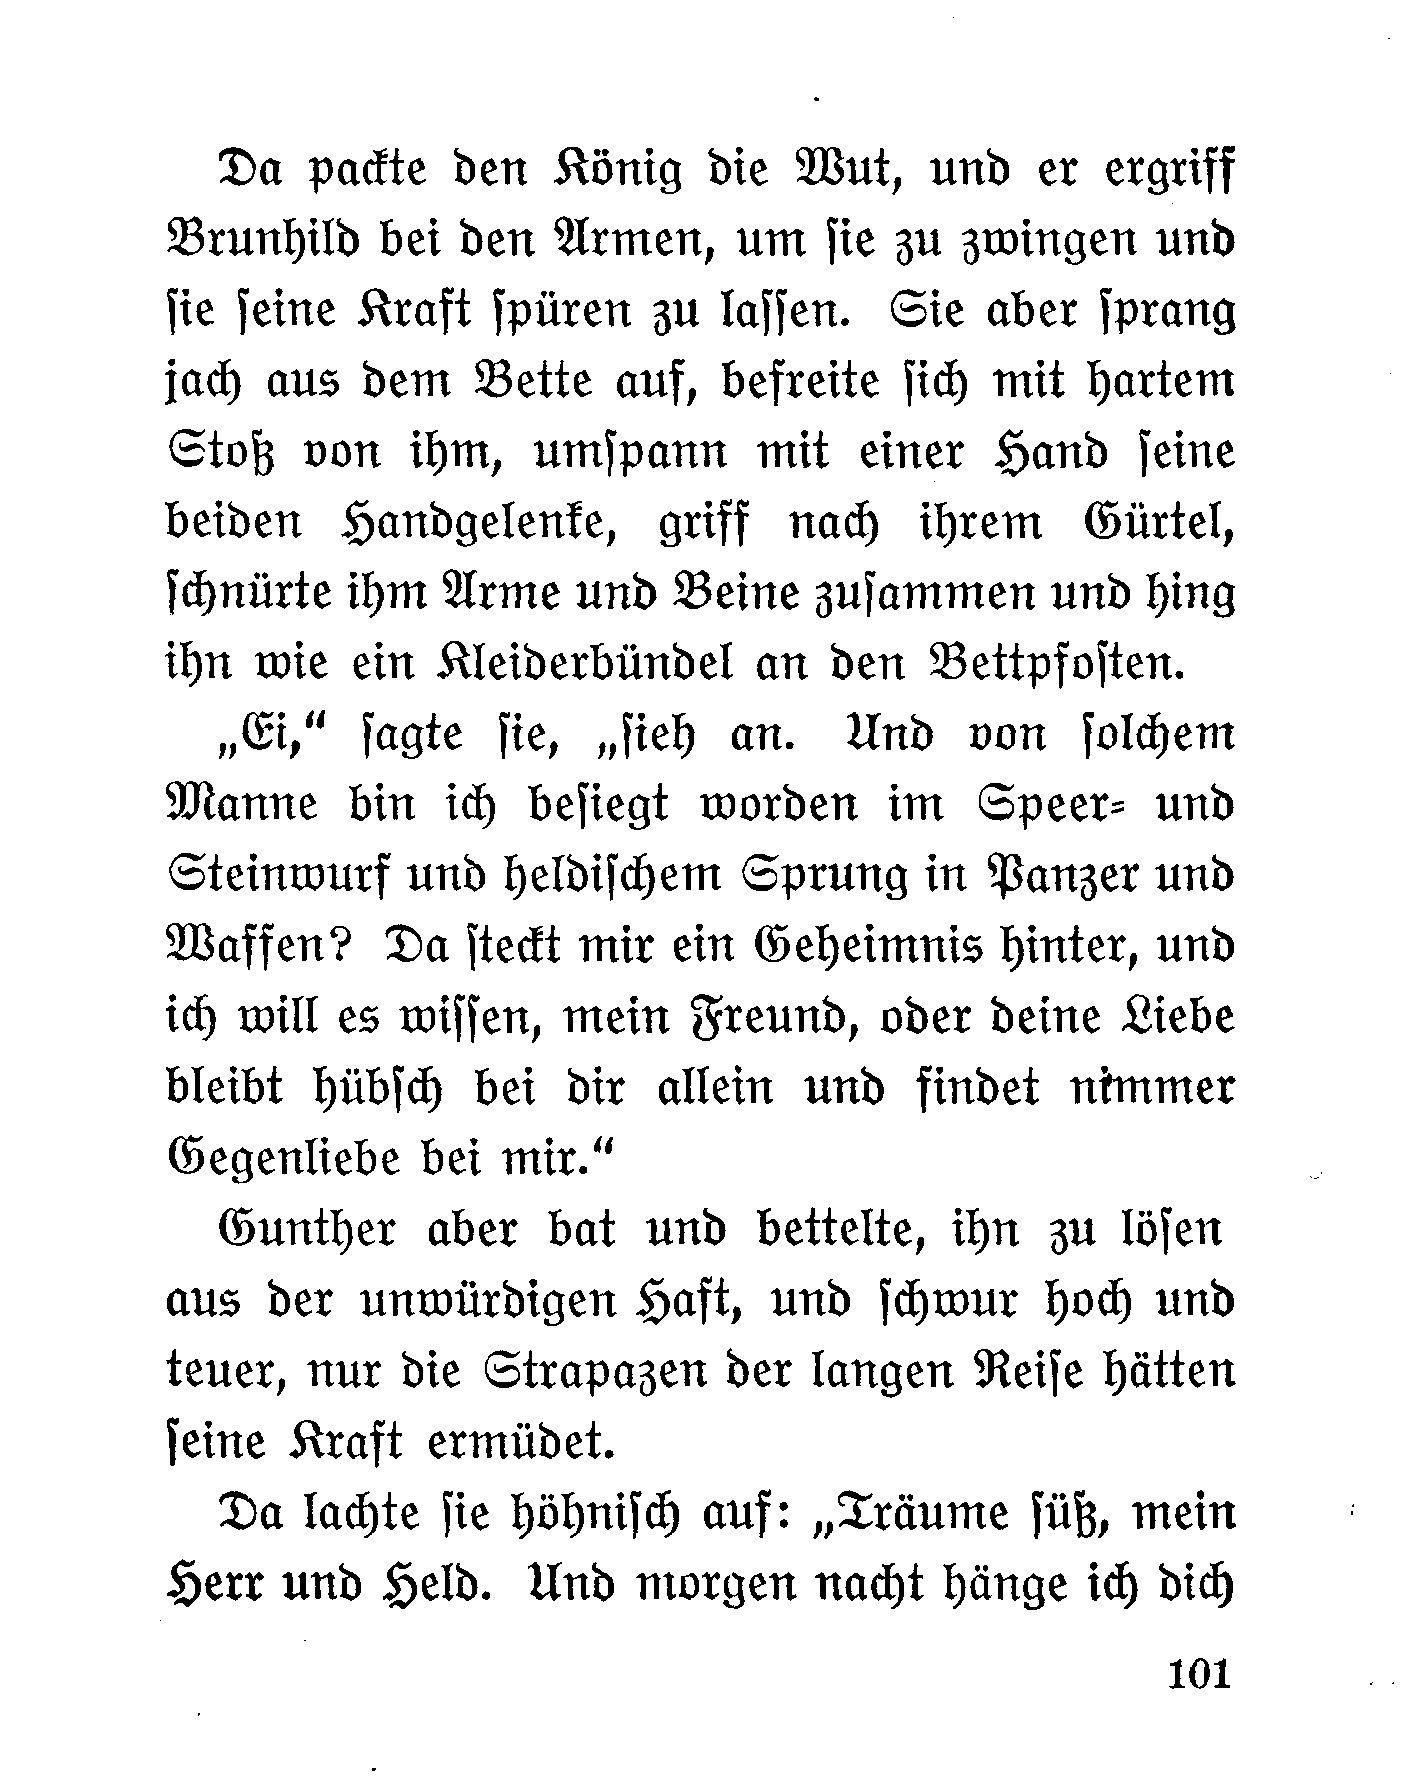 Da packte den König die Wut, und er ergriff
Brunhild bei den Armen, um sie zu zwingen und
sie seine Kraft spüren zu lassen. Sie aber sprang
jach aus dem Bette auf, befreite sich mit hartem
Stoß von ihm, umspann mit einer Hand seine
beiden Handgelenke, griff nach ihrem Gürtel,
schnürte ihm Arme und Beine zusammen und hing
ihn wie ein Kleiderbündel an den Bettpfosten.
„Ei,“ sagte sie, „sieh an. Und von solchem
Manne bin ich besiegt worden im Speer- und
Steinwurf und heldischem Sprung in Panzer und
Waffen? Da steckt mir ein Geheimnis hinter, und
ich will es wissen, mein Freund, oder deine Liebe
bleibt hübsch bei dir allein und findet nimmer
Gegenliebe bei mir.“
Gunther aber bat und bettelte, ihn zu lösen
aus der unwürdigen Haft, und schwur hoch und
teuer, nur die Strapazen der langen Reise hätten
seine Kraft ermüdet.
Da lachte sie höhnisch auf: „Träume süß, mein
Herr und Held. Und morgen nacht hänge ich dich
101